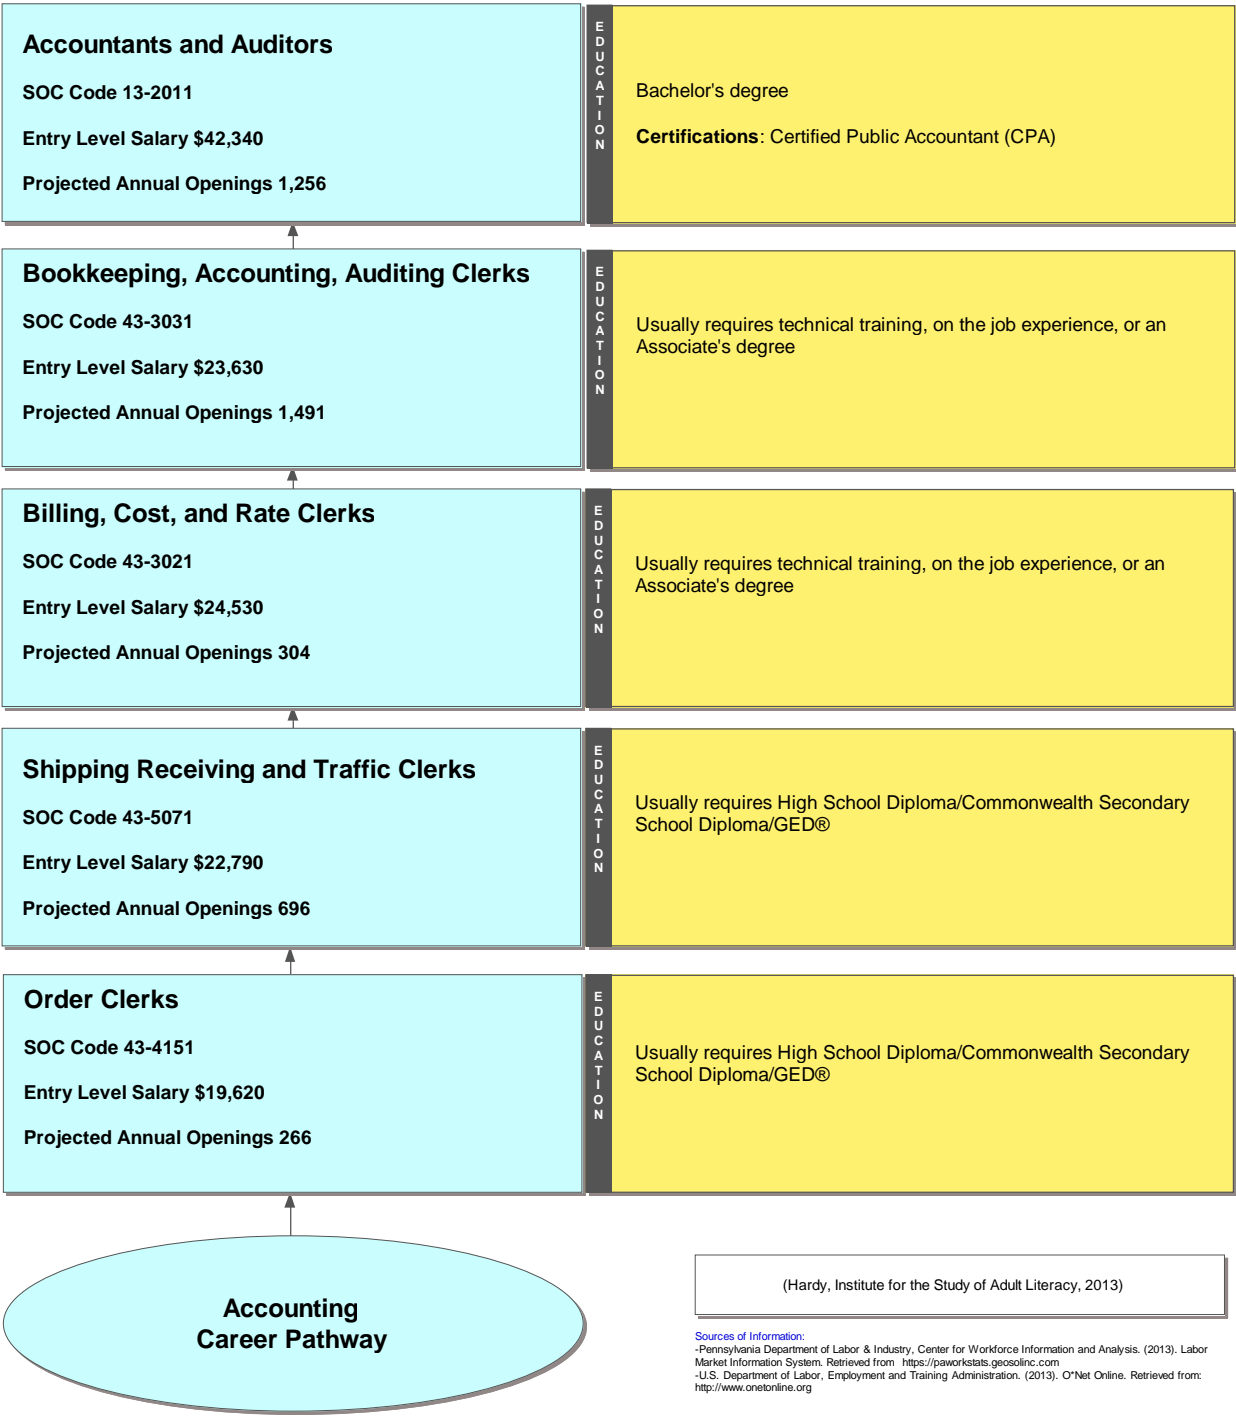 Accountants and Auditors
SOC Code 13-2011
Entry Level Salary $42,340
Projected Annual Openings 1,256
EDUCATION
Bachelor's degree
Certifications: Certified Public Accountant (CPA)
Bookkeeping, Accounting, Auditing Clerks
SOC Code 43-3031
Entry Level Salary $23,630
Projected Annual Openings 1,491
EDUCATION
Usually requires technical training, on the job experience, or an
Associate's degree
Billing, Cost, and Rate Clerks
SOC Code 43-3021
Entry Level Salary $24,530
Projected Annual Openings 304
EDUCATION
Usually requires technical training, on the job experience, or an
Associate's degree
Shipping Receiving and Traffic Clerks
SOC Code 43-5071
Entry Level Salary $22,790
Projected Annual Openings 696
EDUCATION
Usually requires High School Diploma/Commonwealth Secondary
School Diploma/GED®
Order Clerks
SOC Code 43-4151
Entry Level Salary $19,620
Projected Annual Openings 266
EDUCATION
Usually requires High School Diploma/Commonwealth Secondary
School Diploma/GED®
Accounting
Career Pathway
(Hardy, Institute for the Study of Adult Literacy, 2013)
Sources of Information:
-Pennsylvania Department of Labor & Industry, Center for Workforce Information and Analysis. (2013). Labor
Market Information System. Retrieved from https://paworkstats.geosolinc.com
-U.S. Department of Labor, Employment and Training Administration. (2013). O*Net Online. Retrieved from:
http://www.onetonline.org